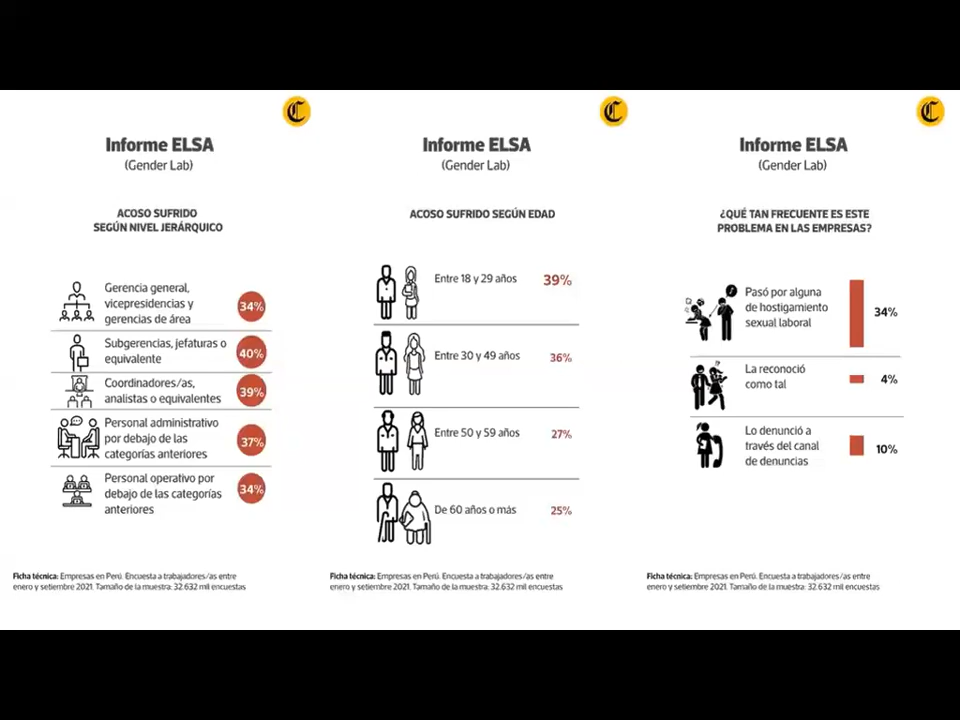 C
Informe ELSA
(Gender Lab)
ACOSO SUFRIDO
SEGÚN NIVEL JERÁRQUICO
Gerencia general,
vicepresidencias y
gerencias de área
34%
Subgerencias, jefaturas o
equivalente
40%
Coordinadores/as,
analistas o equivalentes
39%
Personal administrativo
por debajo de las
categorías anteriores
37%
Personal operativo por
debajo de las categorías
anteriores
34%
Ficha técnica: Empresas en Perú. Encuesta a trabajadores/as entre
enero y setiembre 2021. Tamaño de la muestra: 32.632 mil encuestas
C
Informe ELSA
(Gender Lab)
ACOSO SUFRIDO SEGÚN EDAD
Entre 18 y 29 años 39%
Entre 30 y 49 años 36%
Entre 50 y 59 años 27%
De 60 años o más 25%
Ficha técnica: Empresas en Perú. Encuesta a trabajadores/as entre
enero y setiembre 2021. Tamaño de la muestra: 32.632 mil encuestas
C
Informe ELSA
(Gender Lab)
¿QUÉ TAN FRECUENTE ES ESTE
PROBLEMA EN LAS EMPRESAS?
Pasó por alguna
de hostigamiento
sexual laboral
34%
La reconoció
como tal
4%
Lo denunció a
través del canal
de denuncias
10%
Ficha técnica: Empresas en Perú. Encuesta a trabajadores/as entre
enero y setiembre 2021. Tamaño de la muestra: 32.632 mil encuestas